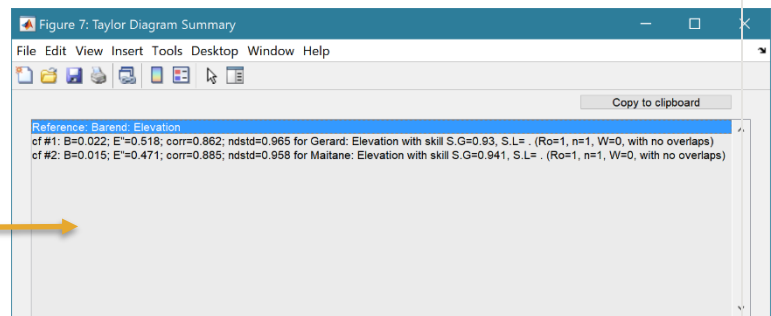 Figure 7: Taylor Diagram Summary
File Edit View Insert Tools Desktop Window Help
Copy to clipboard
Reference: Barend: Elevation
cf #1: B=0.022; E"=0.518; corr=0.862; ndstd=0.965 for Gerard: Elevation with skill S.G=0.93, S.L= . (Ro=1, n=1, W=0, with no overlaps)
cf #2: B=0.015; E"=0.471; corr=0.885; ndstd=0.958 for Maitane: Elevation with skill S.G=0.941, S.L= . (Ro=1, n=1, W=0, with no overlaps)